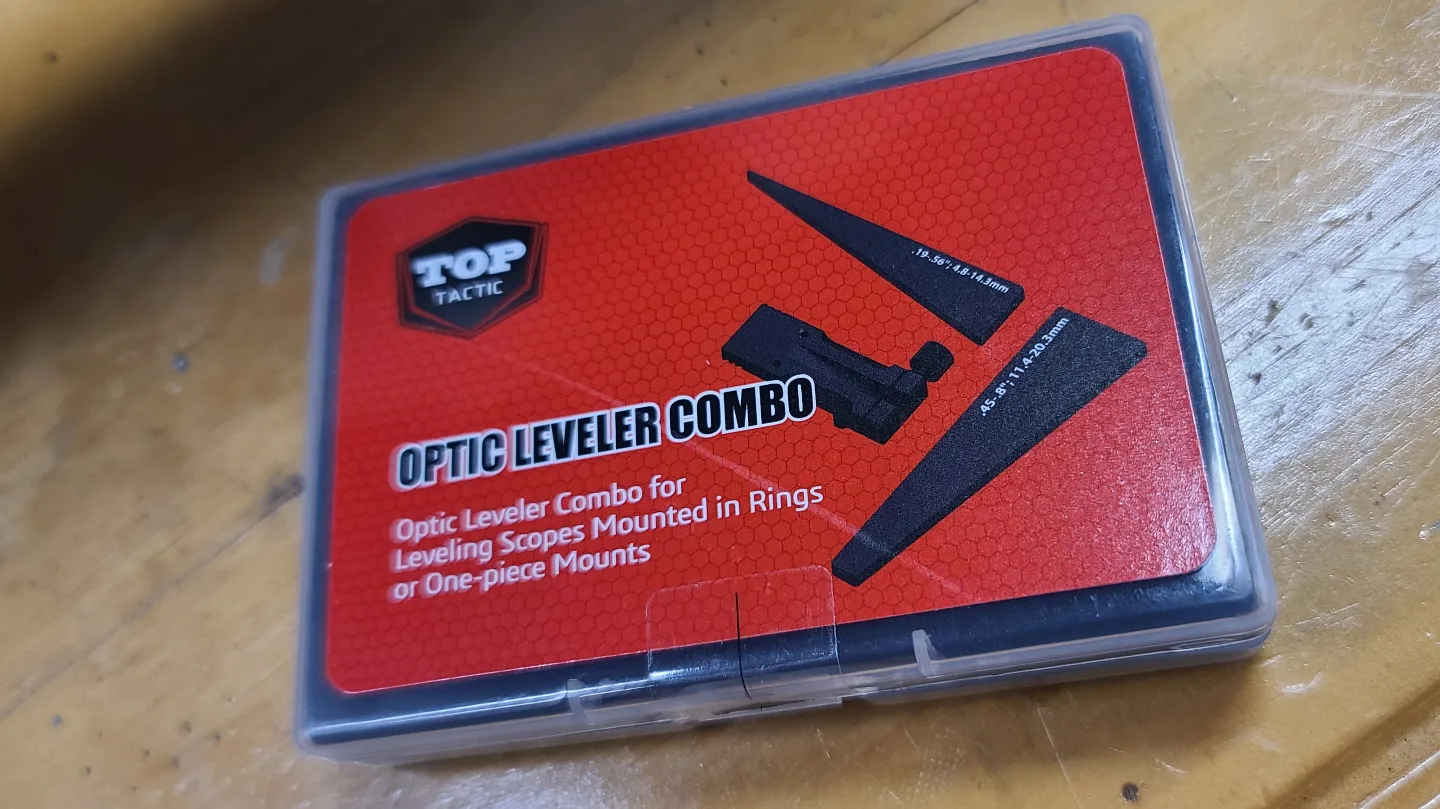 TOP
TACTIC
.19-.56"; 4.8-14.3mm
.45-.8"; 11.4-20.3mm
OPTIC LEVELER COMBO
Optic Leveler Combo for
Leveling Scopes Mounted in Rings
or One-piece Mounts